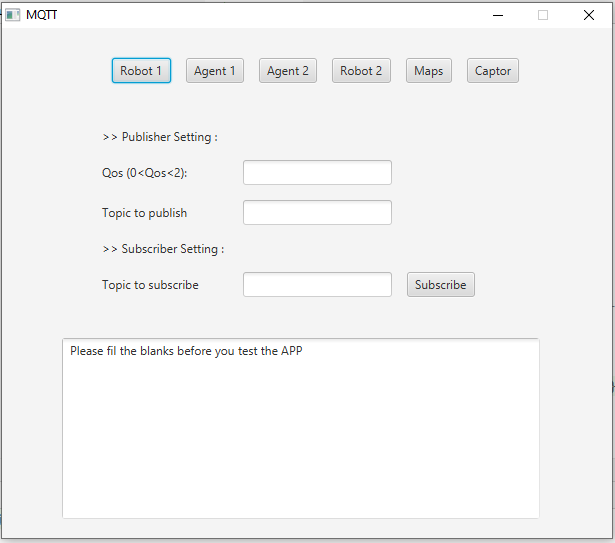 MQTT
Robot 1 Agent 1 Agent 2 Robot 2 Maps Captor
>> Publisher Setting :
Qos (0<Qos<2):
Topic to publish
>> Subscriber Setting :
Topic to subscribe Subscribe
Please fil the blanks before you test the APP